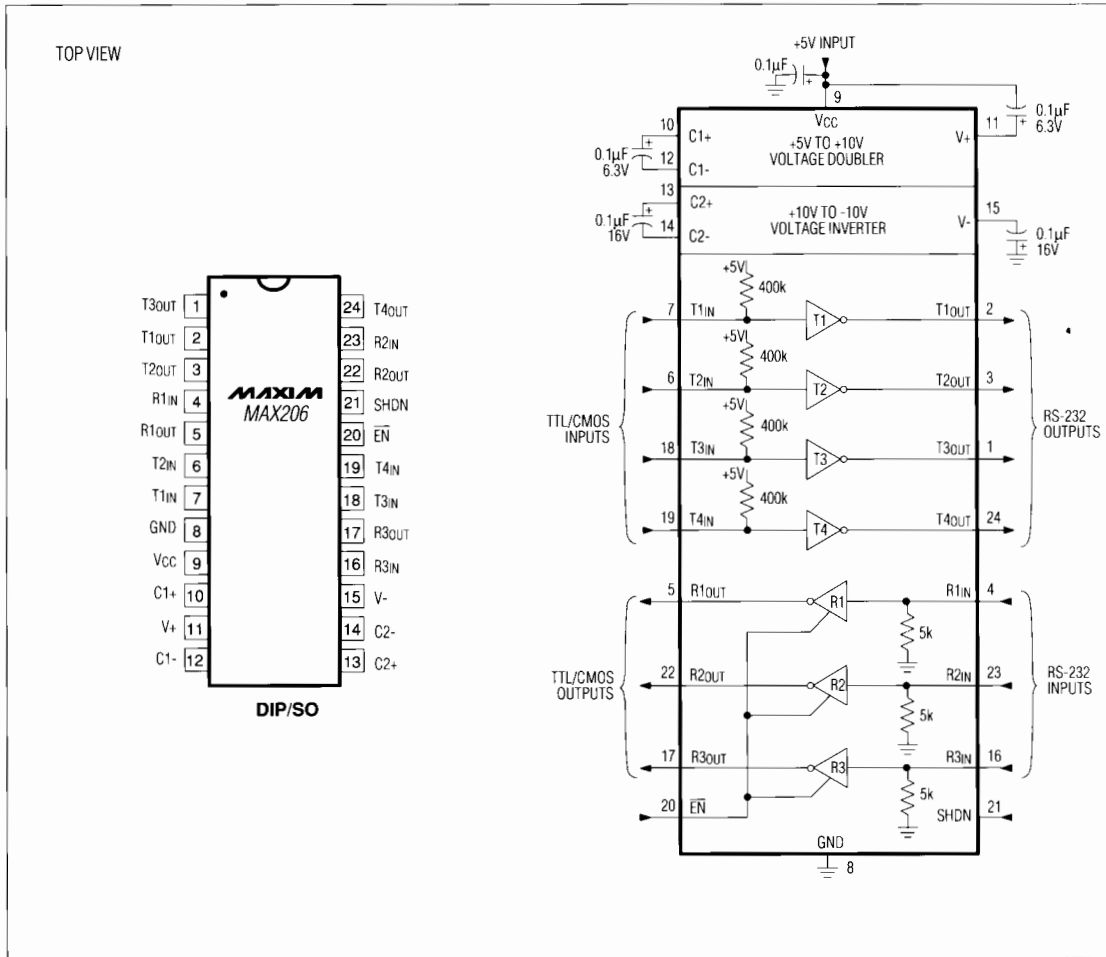 TOP VIEW
T3OUT 1
T1OUT 2
T2OUT 3
R1IN 4
R1OUT 5
T2IN 6
T1IN 7
GND 8
VCC 9
C1+ 10
V+ 11
C1- 12
MAXIM
MAX206
24 T4OUT
23 R2IN
22 R2OUT
21 SHDN
20 E̅N̅
19 T4IN
18 T3IN
17 R3OUT
16 R3IN
15 V-
14 C2-
13 C2+
DIP/SO
+5V INPUT
0.1µF
+
9
VCC
0.1µF
6.3V
+
10 C1+
+
0.1µF
6.3V
12 C1-
+5V TO +10V
VOLTAGE DOUBLER
V+ 11
13 C2+
+
0.1µF
16V
14 C2-
+10V TO -10V
VOLTAGE INVERTER
V- 15
0.1µF
16V
+
TTL/CMOS
INPUTS
+5V
400k
7 T1IN T1 T1OUT 2
+5V
400k
6 T2IN T2 T2OUT 3
+5V
400k
18 T3IN T3 T3OUT 1
+5V
400k
19 T4IN T4 T4OUT 24
RS-232
OUTPUTS
TTL/CMOS
OUTPUTS
5 R1OUT R1 R1IN 4
5k
22 R2OUT R2 R2IN 23
5k
17 R3OUT R3 R3IN 16
5k
RS-232
INPUTS
20 E̅N̅
SHDN 21
GND
8